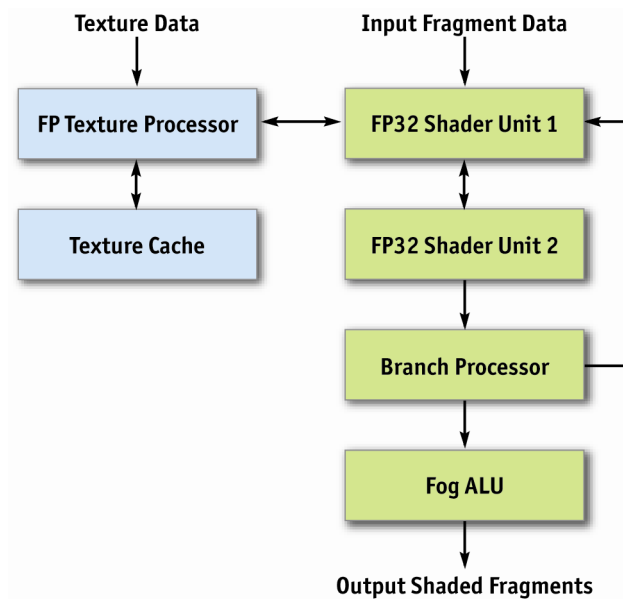 Texture Data
Input Fragment Data
FP Texture Processor
FP32 Shader Unit 1
Texture Cache
FP32 Shader Unit 2
Branch Processor
Fog ALU
Output Shaded Fragments